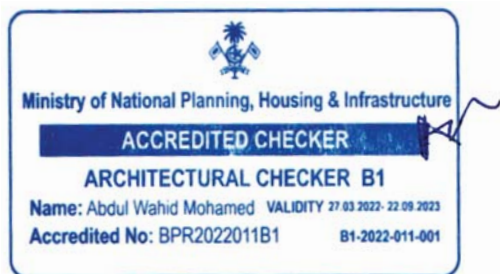 Ministry of National Planning, Housing & Infrastructure
ACCREDITED CHECKER
ARCHITECTURAL CHECKER B1
Name: Abdul Wahid Mohamed VALIDITY 27.03 2022- 22.09.2023
Accredited No: BPR2022011B1 B1-2022-011-001